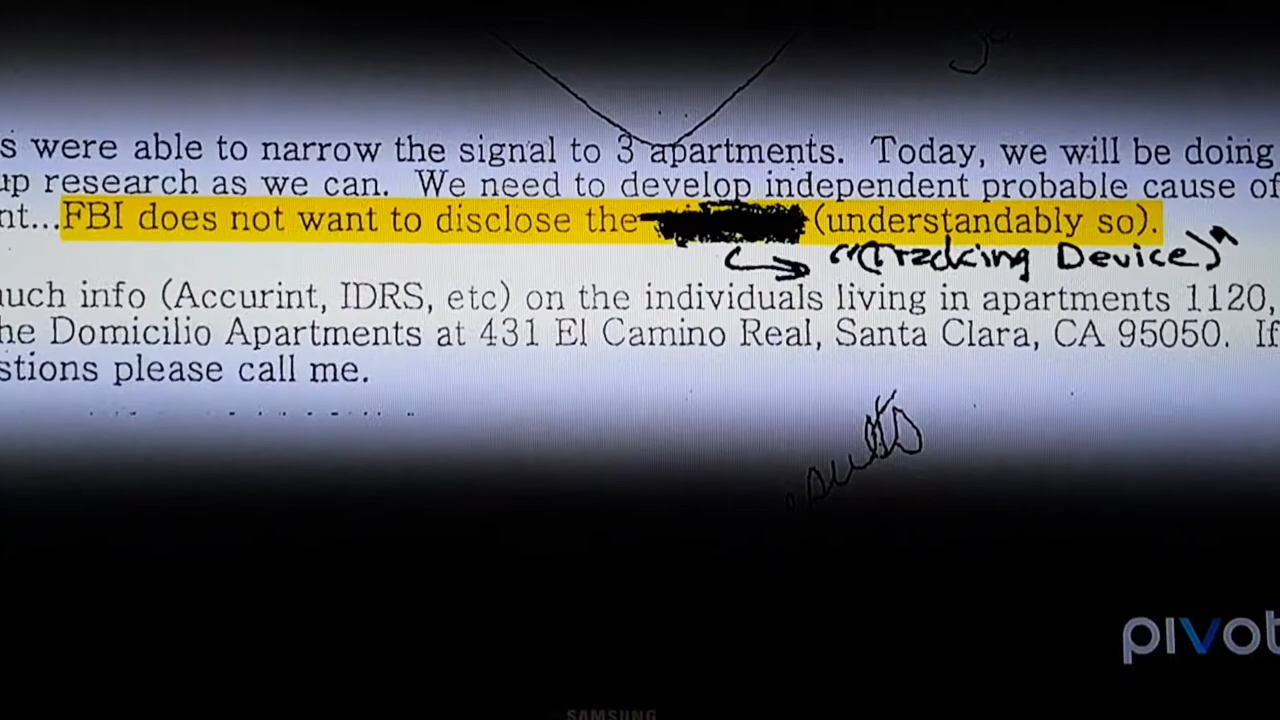 s were able to narrow the signal to 3 apartments. Today, we will be doing
up research as we can. We need to develop independent probable cause of
nt...FBI does not want to disclose the (understandably so).
"(Tracking Device)"
uch info (Accurint, IDRS, etc) on the individuals living in apartments 1120,
he Domicilio Apartments at 431 El Camino Real, Santa Clara, CA 95050. If
stions please call me.
pivot
SAMSUNG